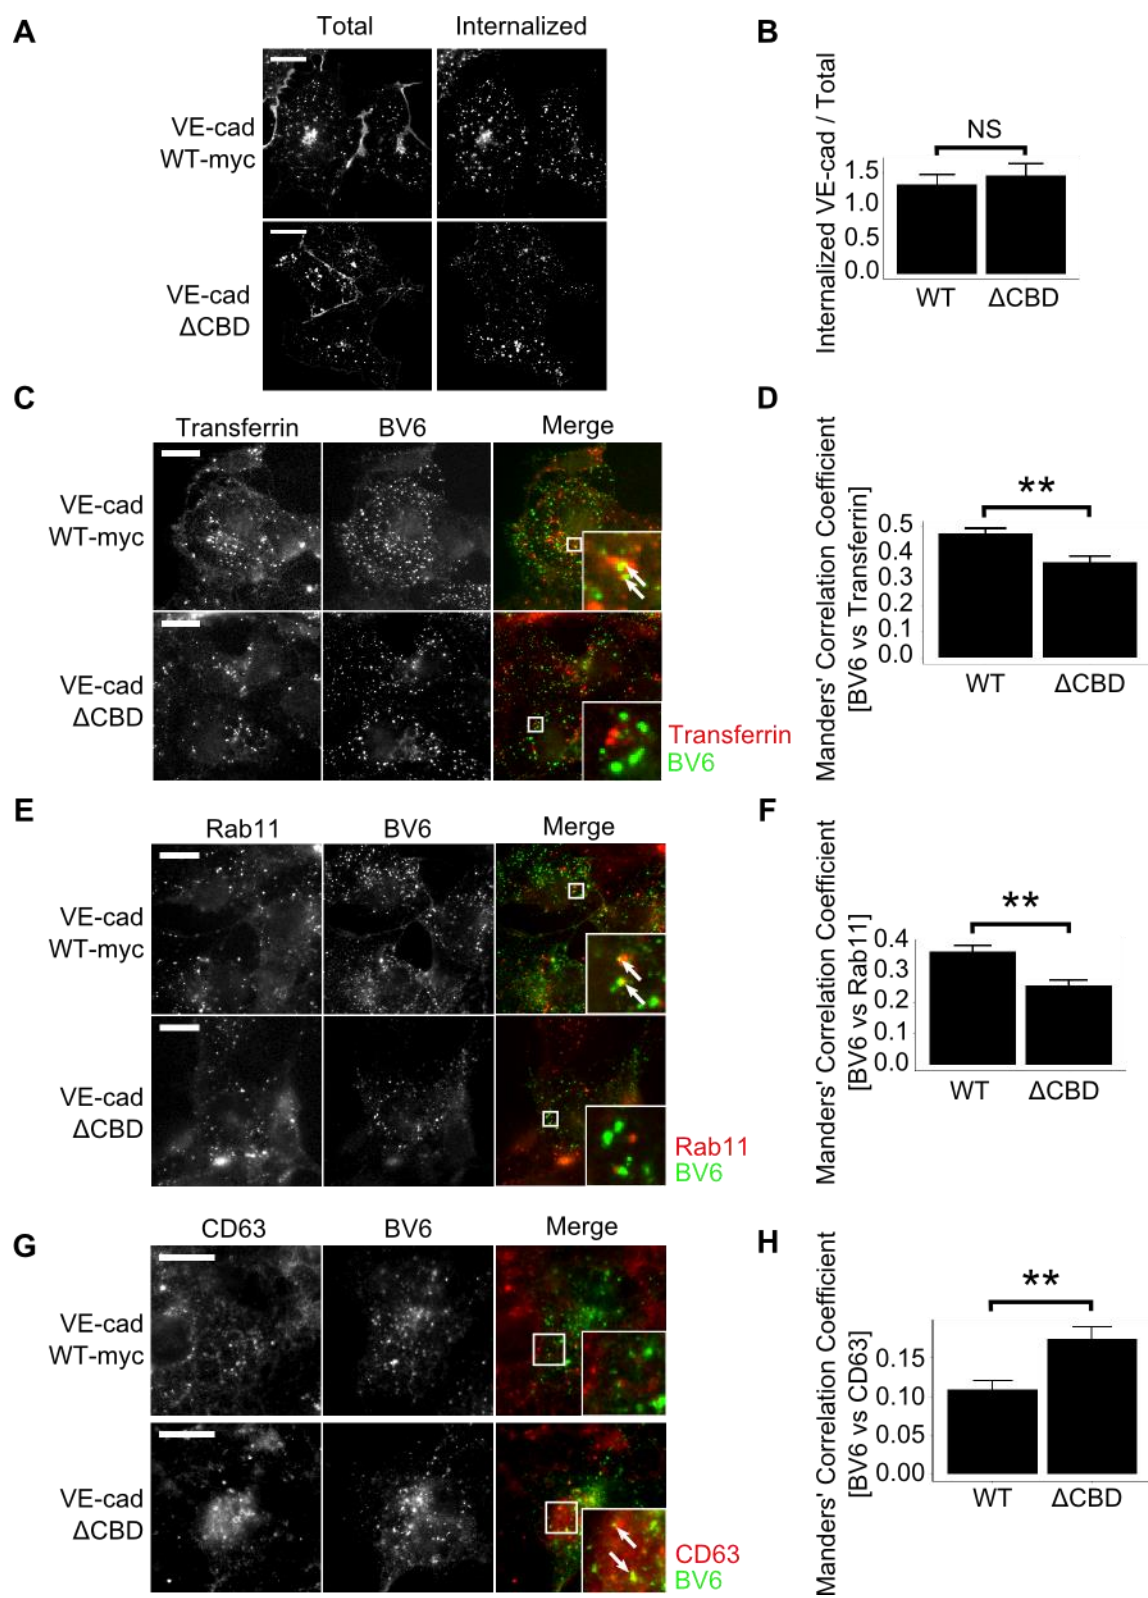 A
Total
Internalized
VE-cad
WT-myc
VE-cad
ΔCBD
B
Internalized VE-cad / Total
NS
1.5
1.0
0.5
0.0
WT
ΔCBD
C
Transferrin
BV6
Merge
VE-cad
WT-myc
VE-cad
ΔCBD
Transferrin
BV6
D
Manders' Correlation Coefficient
[BV6 vs Transferrin]
**
0.5
0.4
0.3
0.2
0.1
0.0
WT
ΔCBD
E
Rab11
BV6
Merge
VE-cad
WT-myc
VE-cad
ΔCBD
Rab11
BV6
F
Manders' Correlation Coefficient
[BV6 vs Rab11]
**
0.4
0.3
0.2
0.1
0.0
WT
ΔCBD
G
CD63
BV6
Merge
VE-cad
WT-myc
VE-cad
ΔCBD
CD63
BV6
H
Manders' Correlation Coefficient
[BV6 vs CD63]
**
0.15
0.10
0.05
0.00
WT
ΔCBD